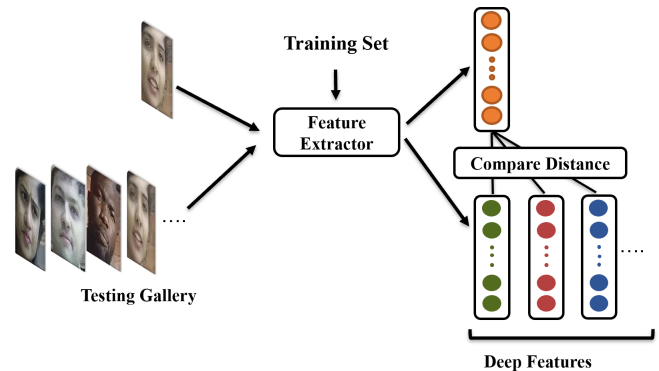 Training Set
Feature
Extractor
Compare Distance
....
....
Testing Gallery
Deep Features